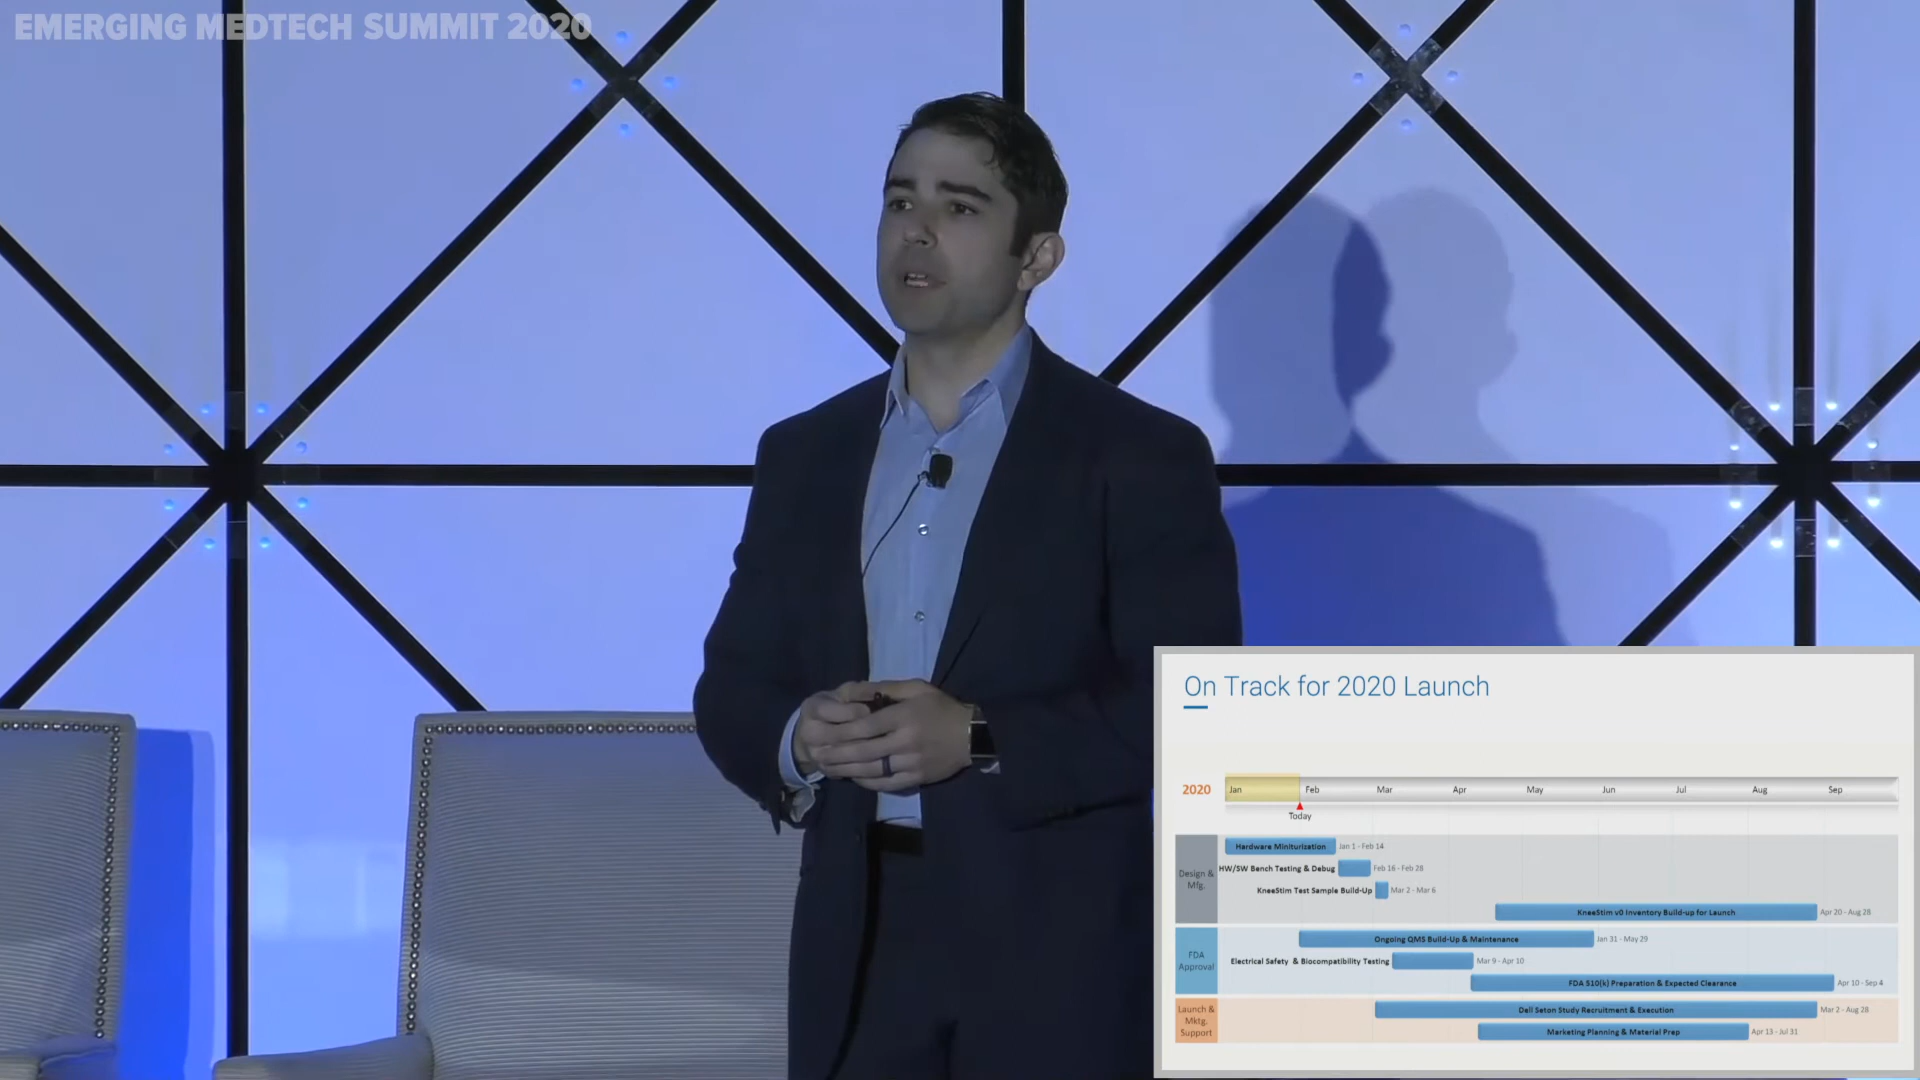 EMERGING MEDTECH SUMMIT 2020
On Track for 2020 Launch
2020
Jan
Feb
Mar
Apr
May
Jun
Jul
Aug
Sep
Today
Design &
Mfg.
Hardware Miniturization
Jan 1 - Feb 14
HW/SW Bench Testing & Debug
Feb 16 - Feb 28
KneeStim Test Sample Build-Up
Mar 2 - Mar 6
KneeStim v0 Inventory Build-up for Launch
Apr 20 - Aug 28
FDA
Approval
Ongoing QMS Build-Up & Maintenance
Jan 31 - May 29
Electrical Safety & Biocompatibility Testing
Mar 9 - Apr 10
FDA 510(k) Preparation & Expected Clearance
Apr 10 - Sep 4
Launch &
Mktg.
Support
Dell Seton Study Recruitment & Execution
Mar 2 - Aug 28
Marketing Planning & Material Prep
Apr 13 - Jul 31